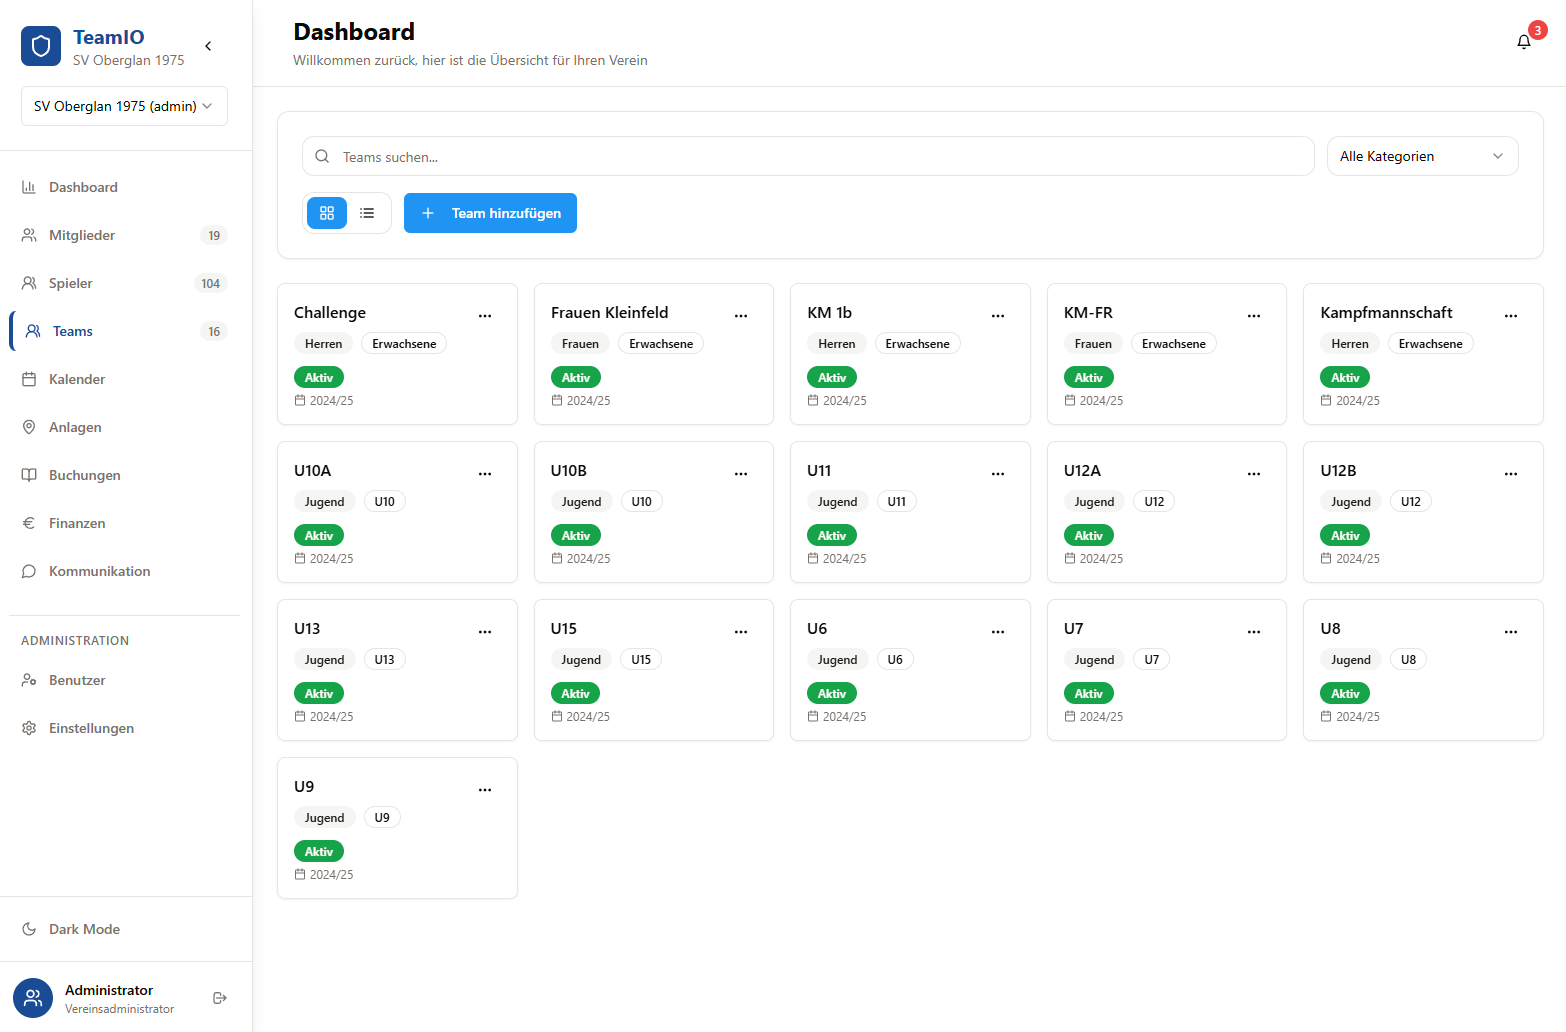 TeamIO
SV Oberglan 1975
SV Oberglan 1975 (admin)
Dashboard
Mitglieder 19
Spieler 104
Teams 16
Kalender
Anlagen
Buchungen
Finanzen
Kommunikation
ADMINISTRATION
Benutzer
Einstellungen
Dark Mode
Administrator
Vereinsadministrator
Dashboard
Willkommen zurück, hier ist die Übersicht für Ihren Verein
3
Teams suchen...
Alle Kategorien
Team hinzufügen
Challenge
Herren Erwachsene
Aktiv
2024/25
Frauen Kleinfeld
Frauen Erwachsene
Aktiv
2024/25
KM 1b
Herren Erwachsene
Aktiv
2024/25
KM-FR
Frauen Erwachsene
Aktiv
2024/25
Kampfmannschaft
Herren Erwachsene
Aktiv
2024/25
U10A
Jugend U10
Aktiv
2024/25
U10B
Jugend U10
Aktiv
2024/25
U11
Jugend U11
Aktiv
2024/25
U12A
Jugend U12
Aktiv
2024/25
U12B
Jugend U12
Aktiv
2024/25
U13
Jugend U13
Aktiv
2024/25
U15
Jugend U15
Aktiv
2024/25
U6
Jugend U6
Aktiv
2024/25
U7
Jugend U7
Aktiv
2024/25
U8
Jugend U8
Aktiv
2024/25
U9
Jugend U9
Aktiv
2024/25